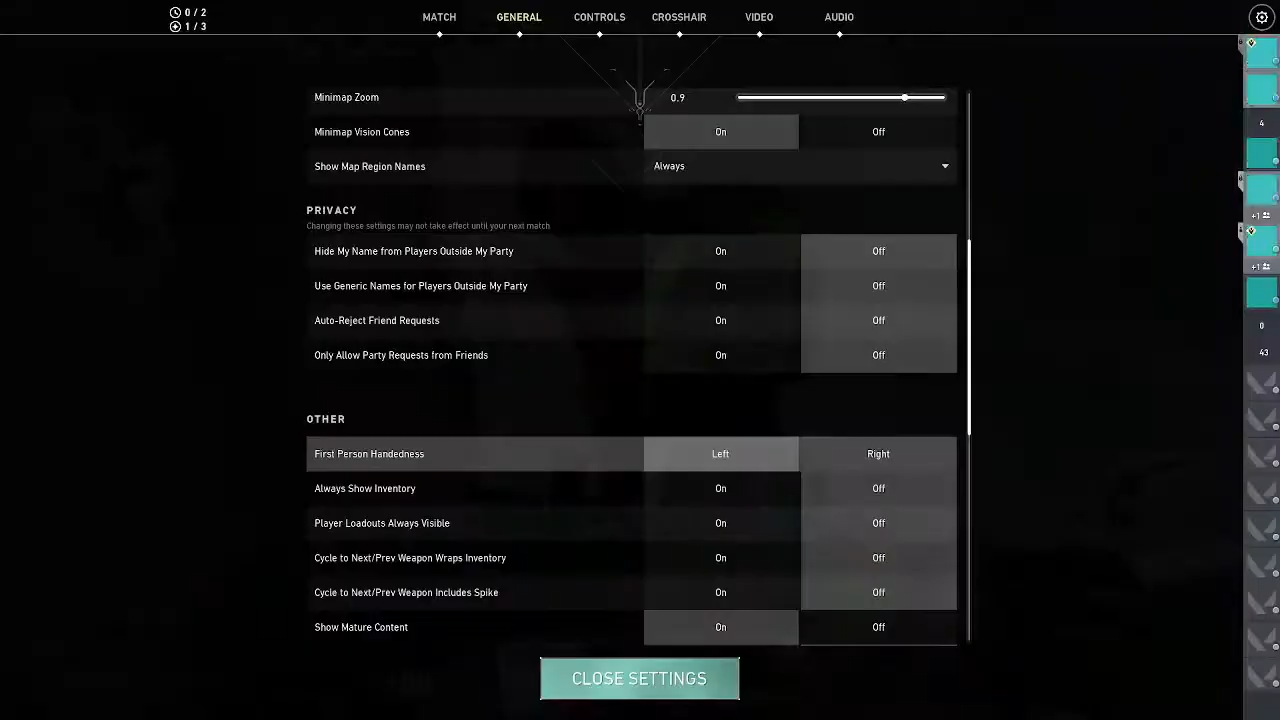 0 / 2
1 / 3
MATCH GENERAL CONTROLS CROSSHAIR VIDEO AUDIO
Minimap Zoom 0.9
Minimap Vision Cones On Off
Show Map Region Names Always
PRIVACY
Changing these settings may not take effect until your next match
Hide My Name from Players Outside My Party On Off
Use Generic Names for Players Outside My Party On Off
Auto-Reject Friend Requests On Off
Only Allow Party Requests from Friends On Off
OTHER
First Person Handedness Left Right
Always Show Inventory On Off
Player Loadouts Always Visible On Off
Cycle to Next/Prev Weapon Wraps Inventory On Off
Cycle to Next/Prev Weapon Includes Spike On Off
Show Mature Content On Off
CLOSE SETTINGS
4
+1
+1
0
43